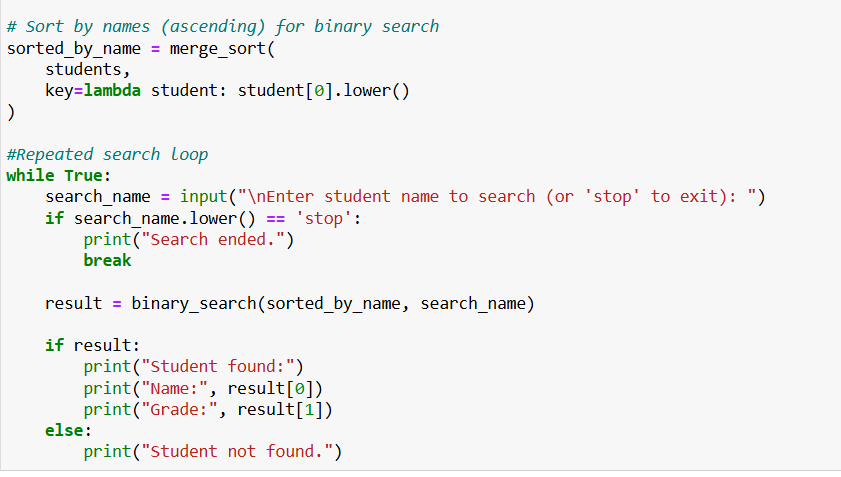 # Sort by names (ascending) for binary search
sorted_by_name = merge_sort(
    students,
    key=lambda student: student[0].lower()
)

#Repeated search loop
while True:
    search_name = input("\nEnter student name to search (or 'stop' to exit): ")
    if search_name.lower() == 'stop':
        print("Search ended.")
        break

    result = binary_search(sorted_by_name, search_name)

    if result:
        print("Student found:")
        print("Name:", result[0])
        print("Grade:", result[1])
    else:
        print("Student not found.")